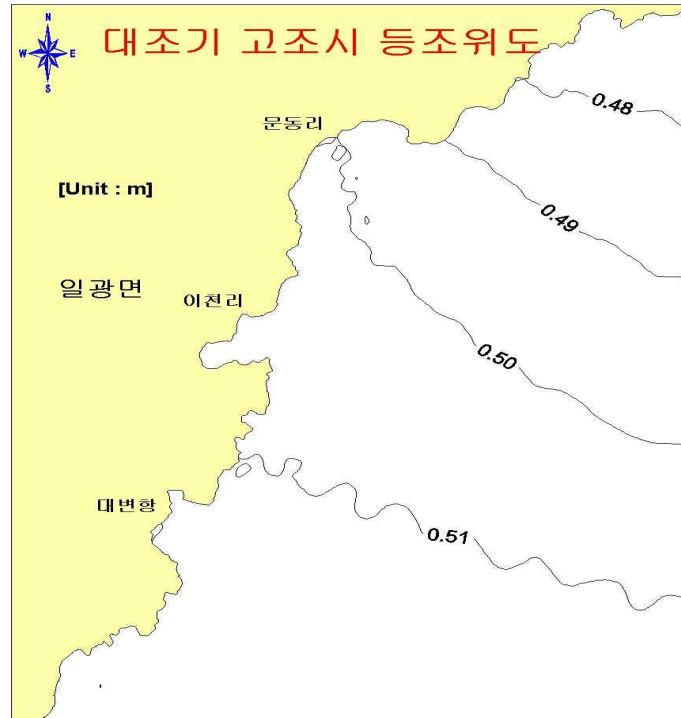 N
W E
S
대조기 고조시 등조위도
0.48
문동리
[Unit : m]
0.49
일광면
이천리
0.50
대변항
0.51